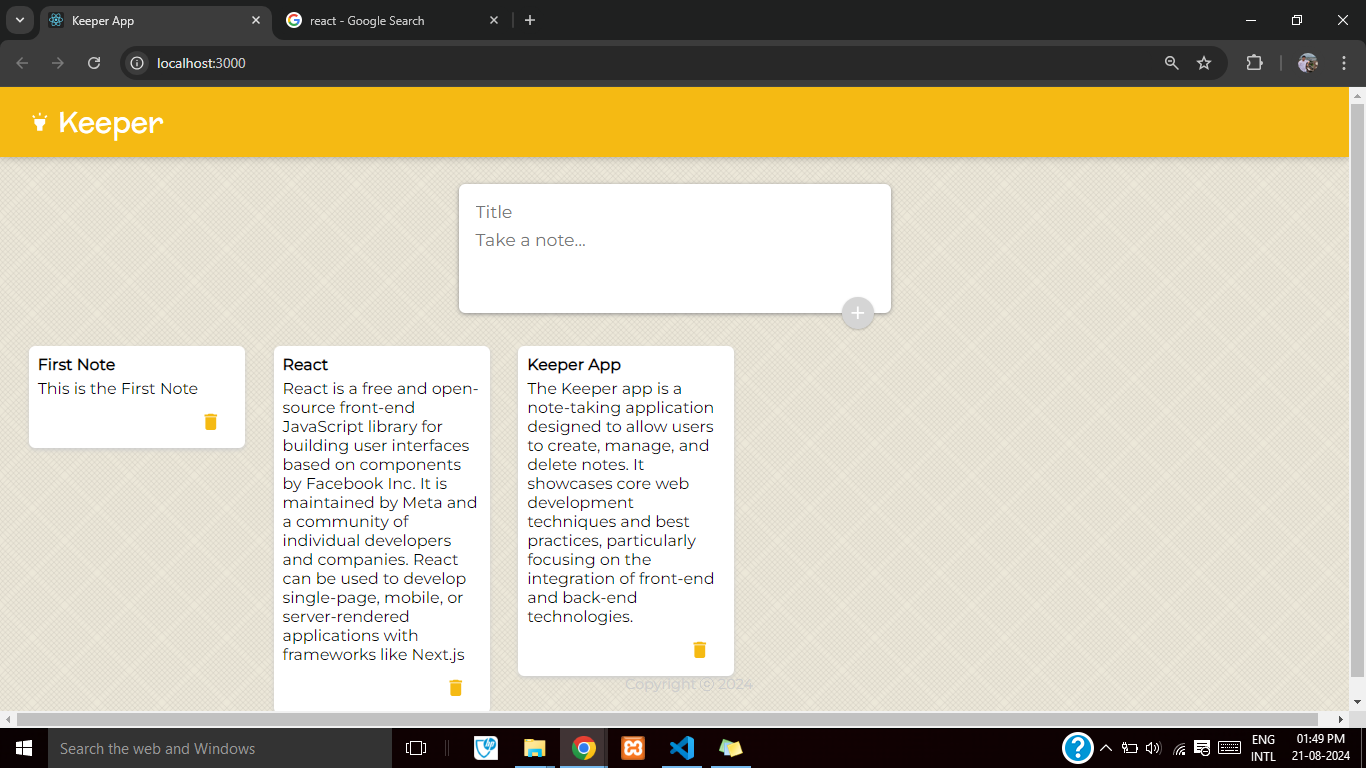 Keeper App
react - Google Search
localhost:3000
Keeper
Title
Take a note...
First Note
This is the First Note
React
React is a free and open-
source front-end
JavaScript library for
building user interfaces
based on components
by Facebook Inc. It is
maintained by Meta and
a community of
individual developers
and companies. React
can be used to develop
single-page, mobile, or
server-rendered
applications with
frameworks like Next.js
Keeper App
The Keeper app is a
note-taking application
designed to allow users
to create, manage, and
delete notes. It
showcases core web
development
techniques and best
practices, particularly
focusing on the
integration of front-end
and back-end
technologies.
Copyright ⓒ 2024
Search the web and Windows
ENG
INTL
01:49 PM
21-08-2024